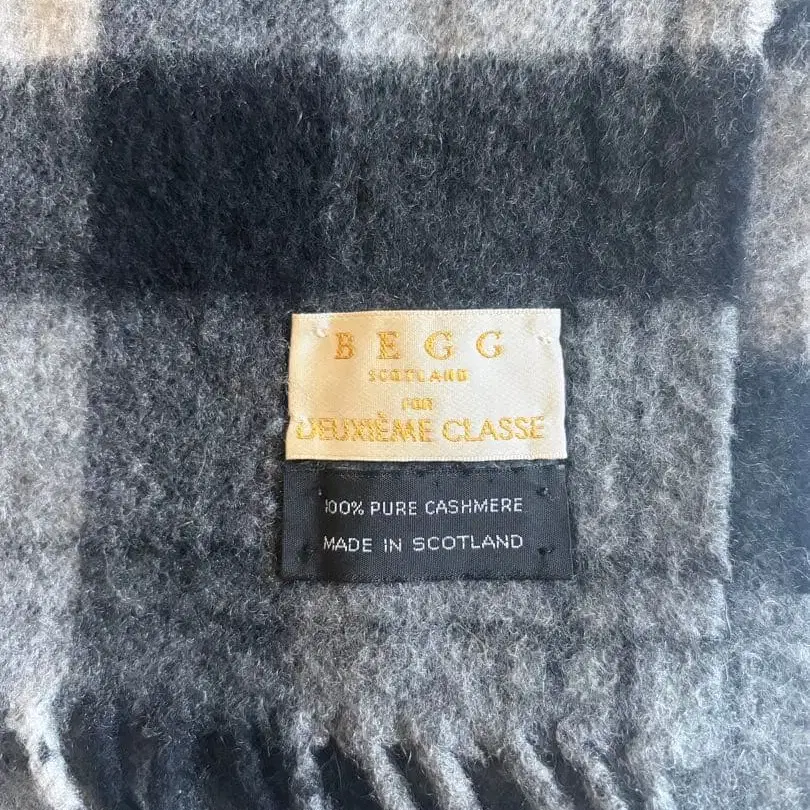 BEGG
SCOTLAND
FOR
DEUXIÈME CLASSE
100% PURE CASHMERE
MADE IN SCOTLAND